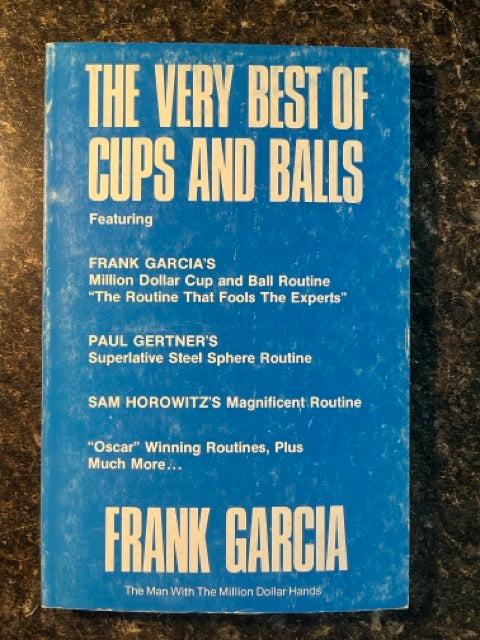 THE VERY BEST OF
CUPS AND BALLS
Featuring
FRANK GARCIA'S
Million Dollar Cup and Ball Routine
"The Routine That Fools The Experts"
PAUL GERTNER'S
Superlative Steel Sphere Routine
SAM HOROWITZ'S Magnificent Routine
"Oscar" Winning Routines, Plus
Much More...
FRANK GARCIA
The Man With The Million Dollar Hands